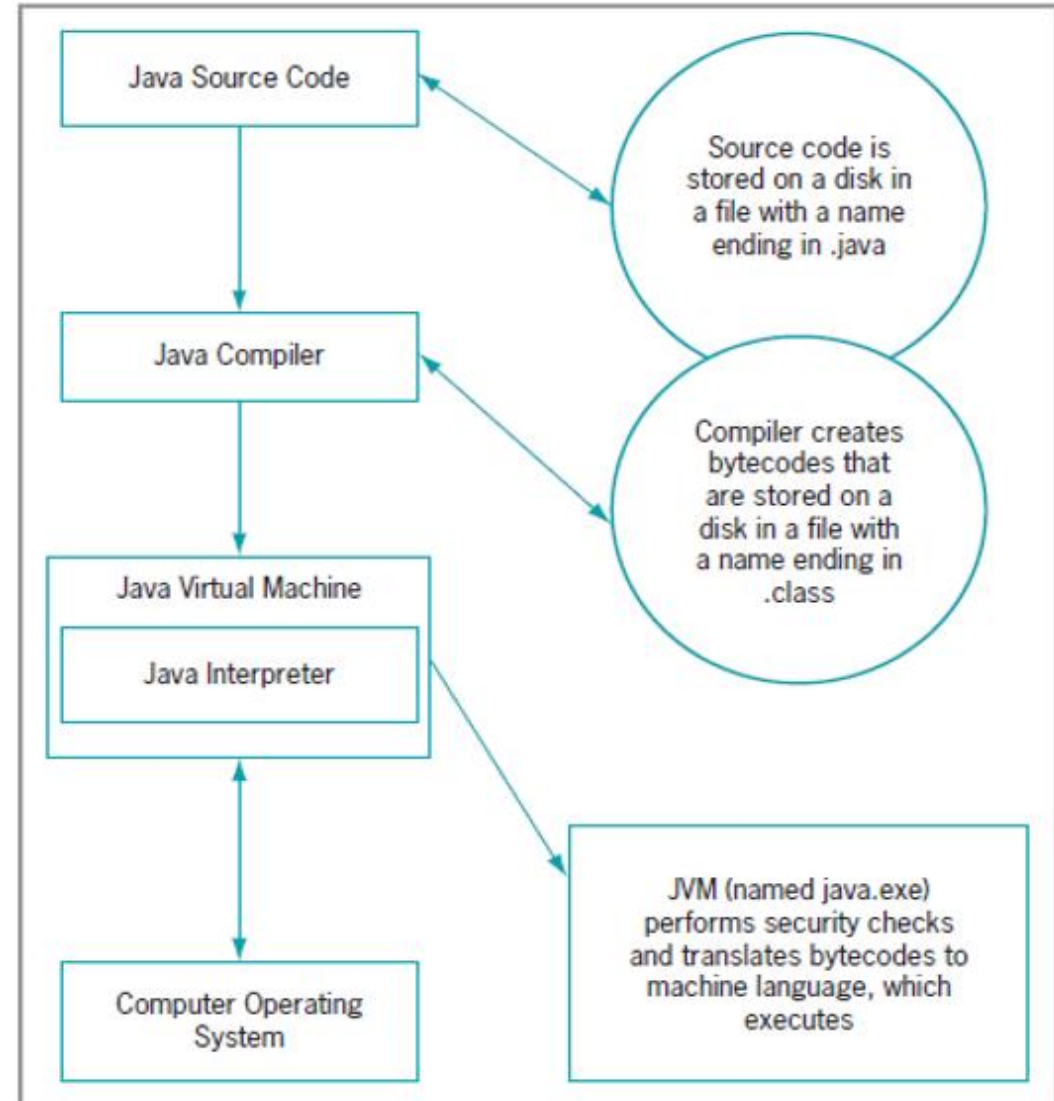 Java Source Code
Source code is
stored on a disk in
a file with a name
ending in .java
Java Compiler
Compiler creates
bytecodes that
are stored on a
disk in a file with
a name ending in
.class
Java Virtual Machine
Java Interpreter
JVM (named java.exe)
performs security checks
and translates bytecodes to
machine language, which
executes
Computer Operating
System